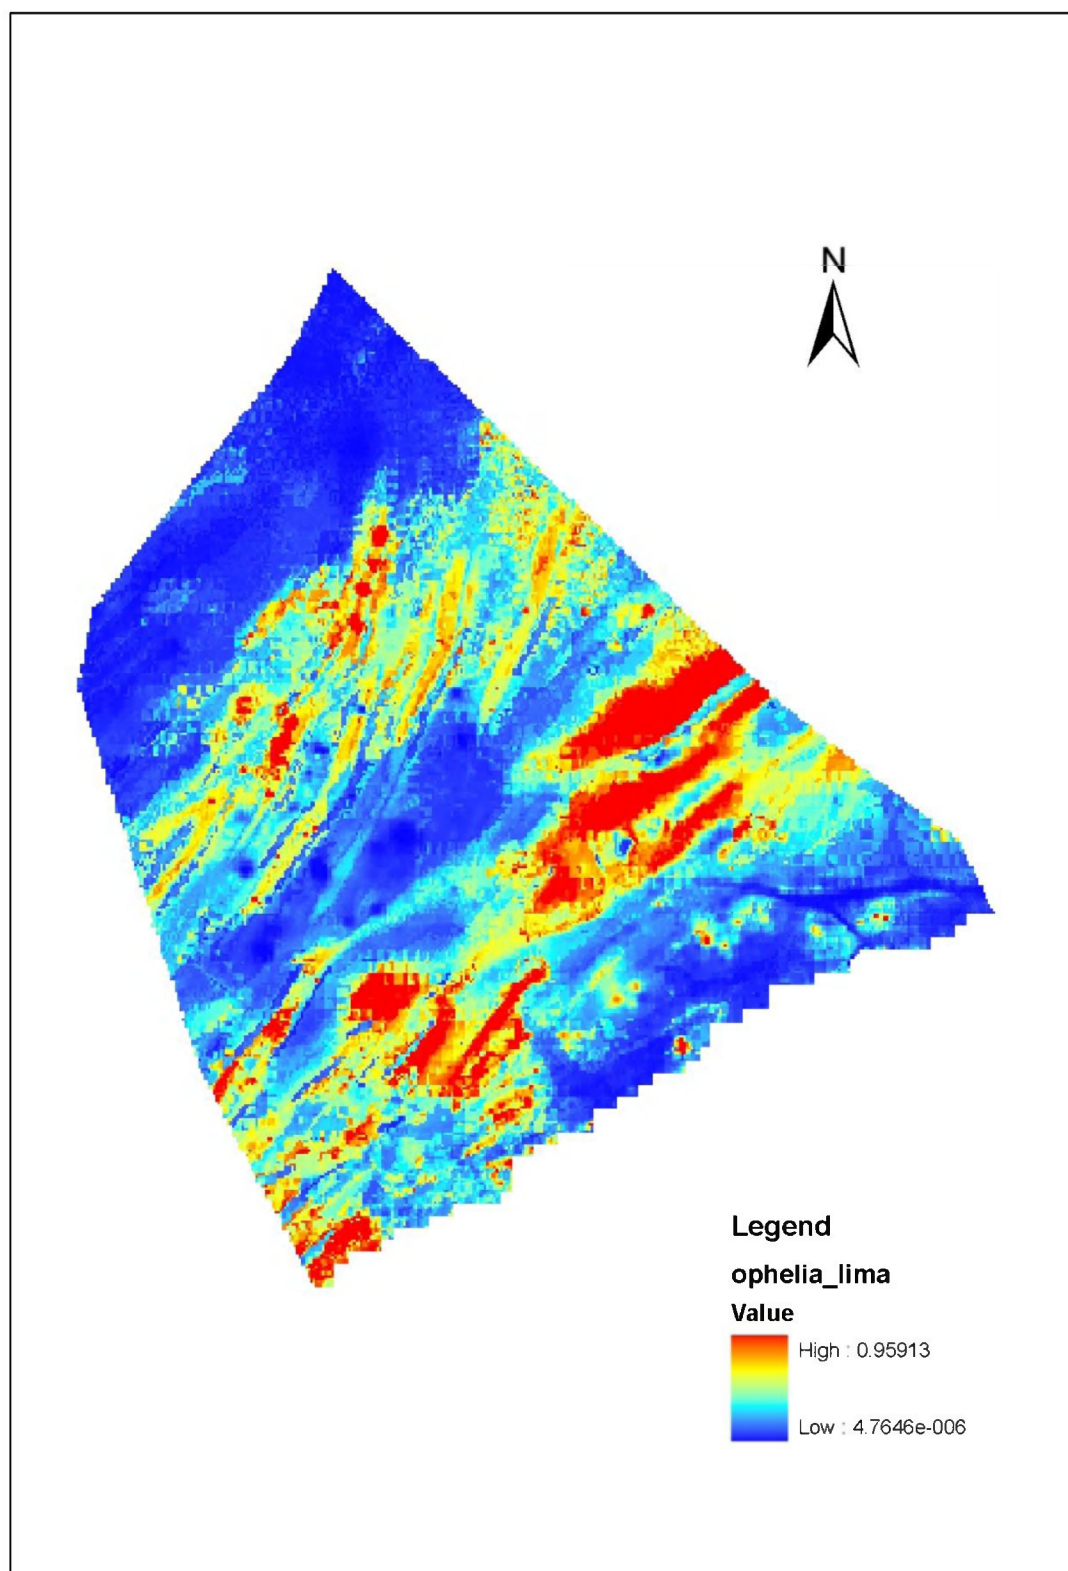 N
Legend
ophelia_lima
Value
High : 0.95913
Low : 4.7646e-006